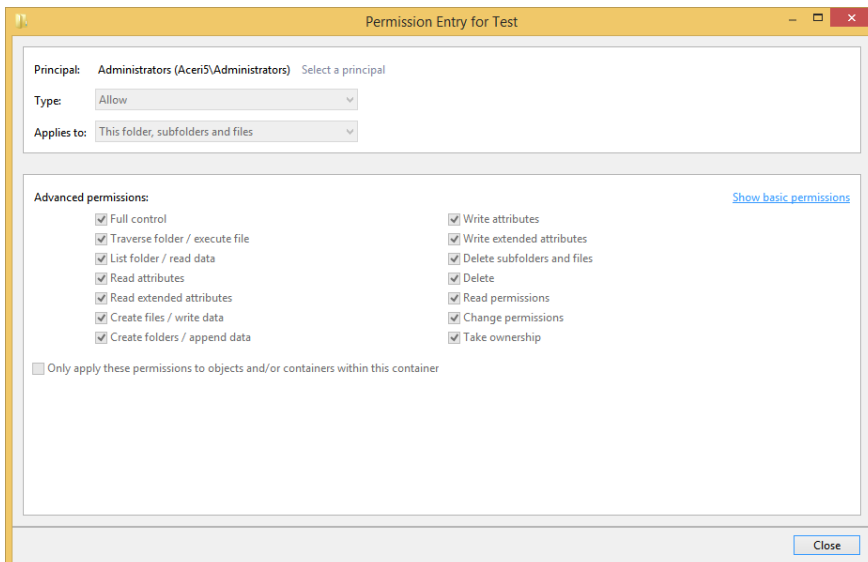 Permission Entry for Test
Principal: Administrators (Aceri5\Administrators) Select a principal
Type: Allow
Applies to: This folder, subfolders and files
Advanced permissions: Show basic permissions
Full control Write attributes
Traverse folder / execute file Write extended attributes
List folder / read data Delete subfolders and files
Read attributes Delete
Read extended attributes Read permissions
Create files / write data Change permissions
Create folders / append data Take ownership
Only apply these permissions to objects and/or containers within this container
Close